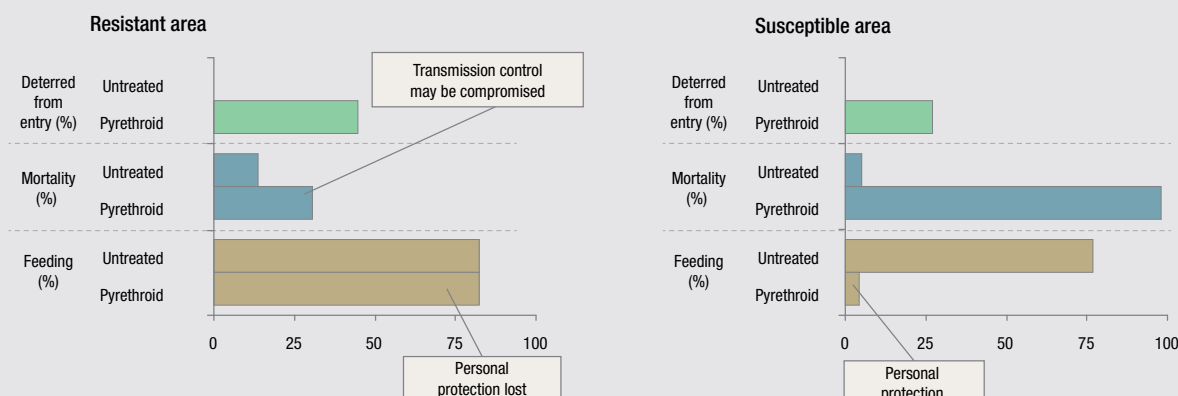 Resistant area
Transmission control
may be compromised
Deterred
from
entry (%)
Untreated
Pyrethroid
Mortality
(%)
Untreated
Pyrethroid
Feeding
(%)
Untreated
Pyrethroid
0 25 50 75 100
Personal
protection lost
Susceptible area
Deterred
from
entry (%)
Untreated
Pyrethroid
Mortality
(%)
Untreated
Pyrethroid
Feeding
(%)
Untreated
Pyrethroid
0 25 50 75 100
Personal
protection